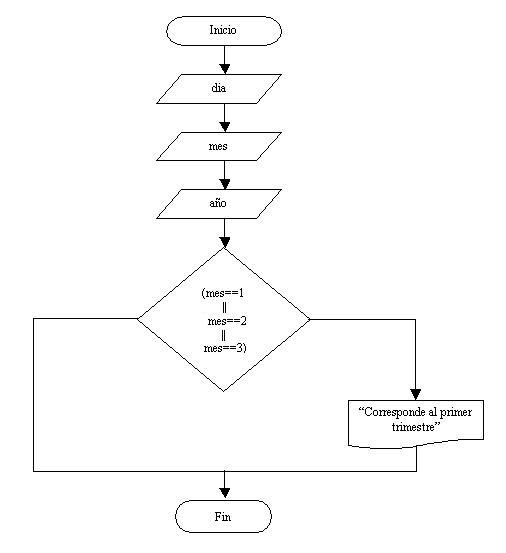 Inicio
dia
mes
año
(mes==1
||
mes==2
||
mes==3)
“Corresponde al primer
trimestre”
Fin